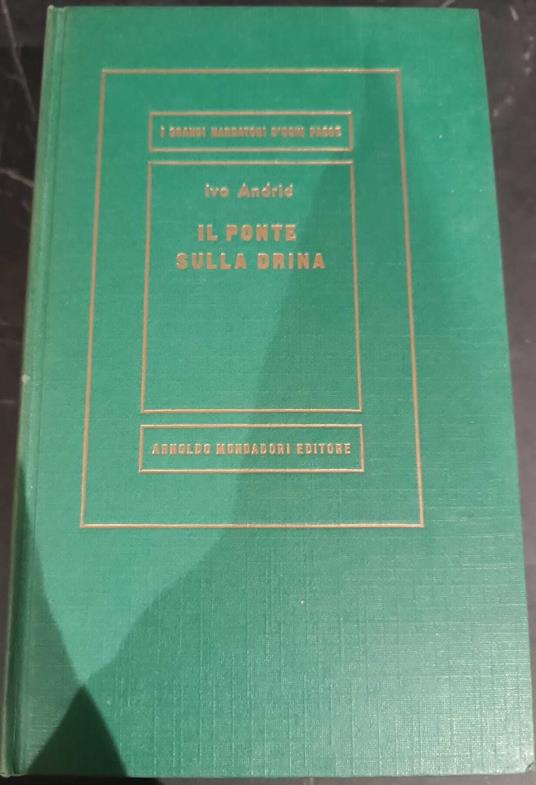 I GRANDI NARRATORI D'OGNI PAESE
Ivo Andrić
IL PONTE
SULLA DRINA
ARNOLDO MONDADORI EDITORE